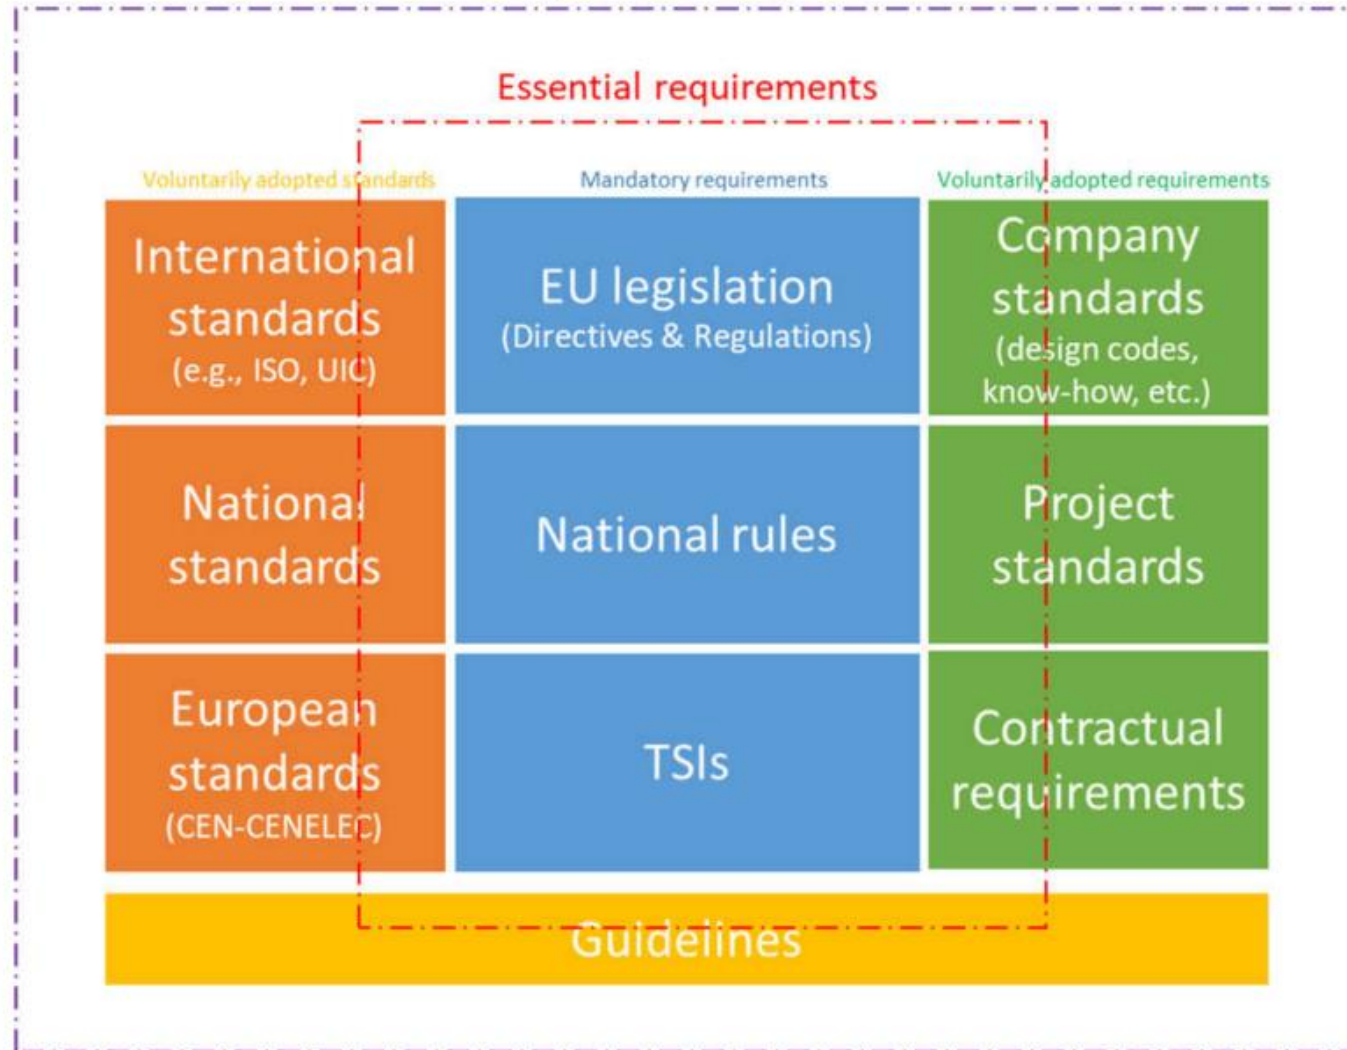 Essential requirements
Voluntarily adopted standards
Mandatory requirements
Voluntarily adopted requirements
International
standards
(e.g., ISO, UIC)
EU legislation
(Directives & Regulations)
Company
standards
(design codes,
know-how, etc.)
National
standards
National rules
Project
standards
European
standards
(CEN-CENELEC)
TSIs
Contractual
requirements
Guidelines